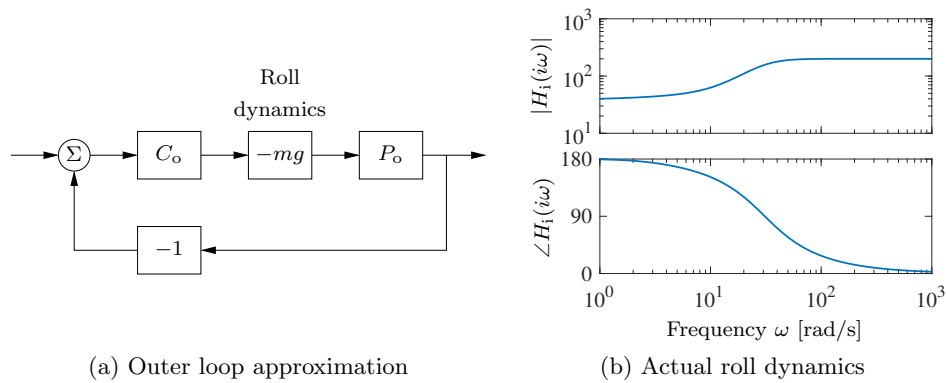 Roll
dynamics
Σ
C_o
−mg
P_o
−1
(a) Outer loop approximation
|H_i(iω)|
10^3
10^2
10^1
∠H_i(iω)
180
90
0
10^0 10^1 10^2 10^3
Frequency ω [rad/s]
(b) Actual roll dynamics